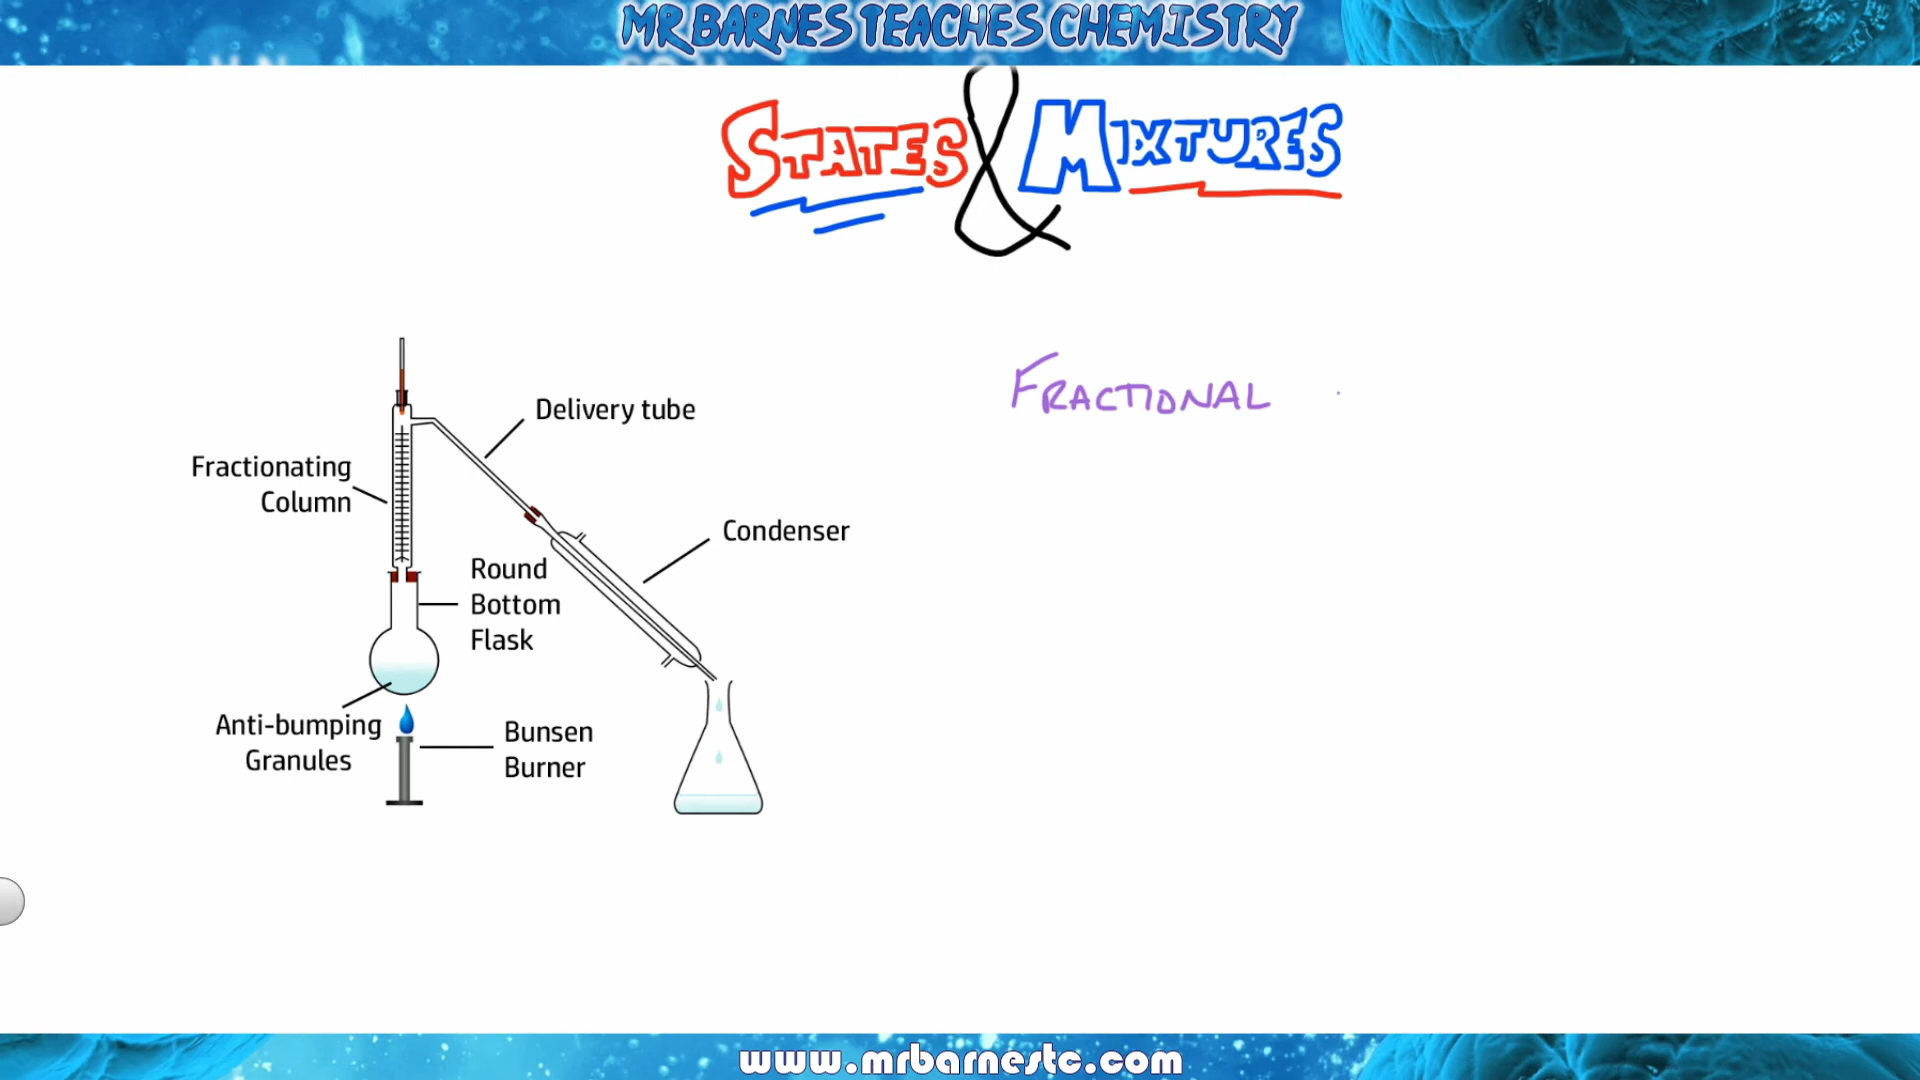 MR BARNES TEACHES CHEMISTRY
STATES & MIXTURES
FRACTIONAL
Delivery tube
Fractionating
Column
Condenser
Round
Bottom
Flask
Anti-bumping
Granules
Bunsen
Burner
www.mrbarnestc.com